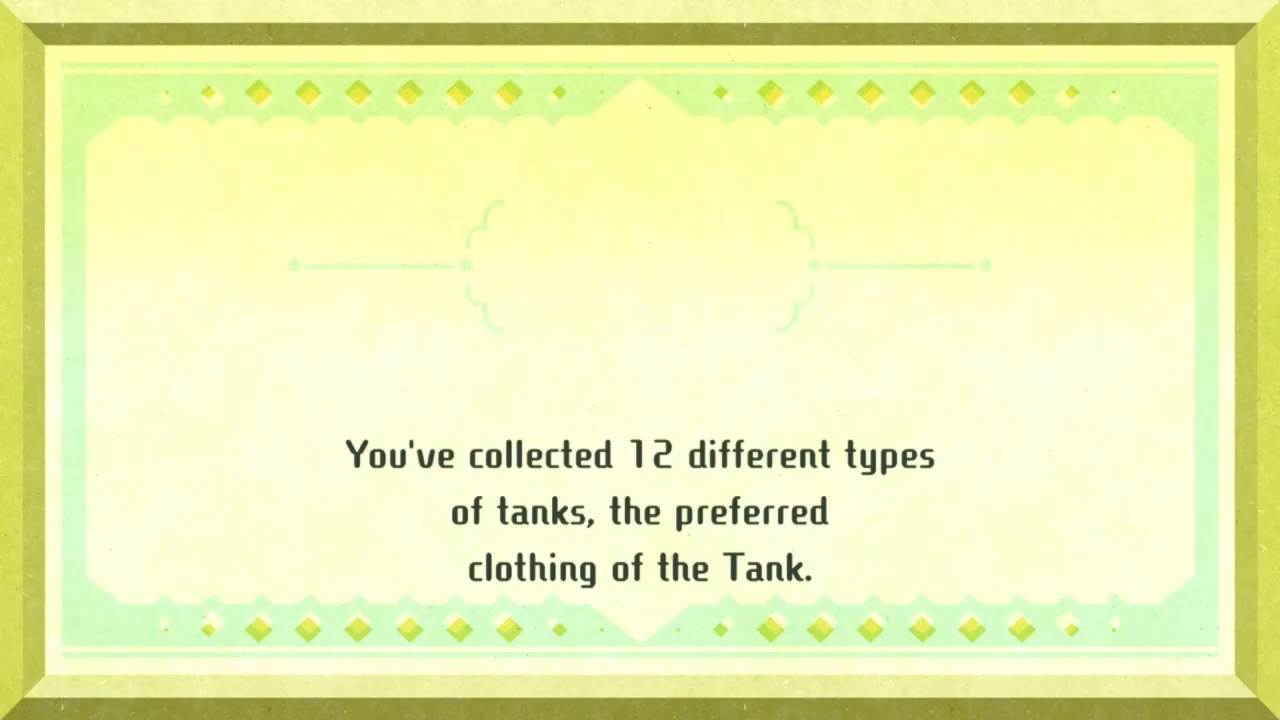 You've collected 12 different types
of tanks, the preferred
clothing of the Tank.